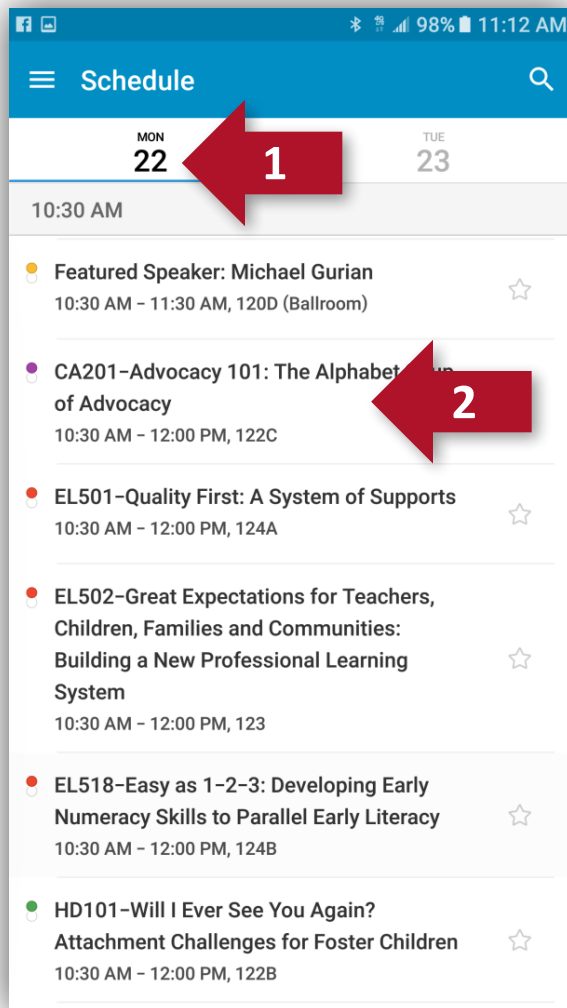 98% 11:12 AM
Schedule
MON
22
1
TUE
23
10:30 AM
Featured Speaker: Michael Gurian
10:30 AM – 11:30 AM, 120D (Ballroom)
CA201–Advocacy 101: The Alphabet
of Advocacy
2
10:30 AM – 12:00 PM, 122C
EL501–Quality First: A System of Supports
10:30 AM – 12:00 PM, 124A
EL502–Great Expectations for Teachers,
Children, Families and Communities:
Building a New Professional Learning
System
10:30 AM – 12:00 PM, 123
EL518–Easy as 1–2–3: Developing Early
Numeracy Skills to Parallel Early Literacy
10:30 AM – 12:00 PM, 124B
HD101–Will I Ever See You Again?
Attachment Challenges for Foster Children
10:30 AM – 12:00 PM, 122B